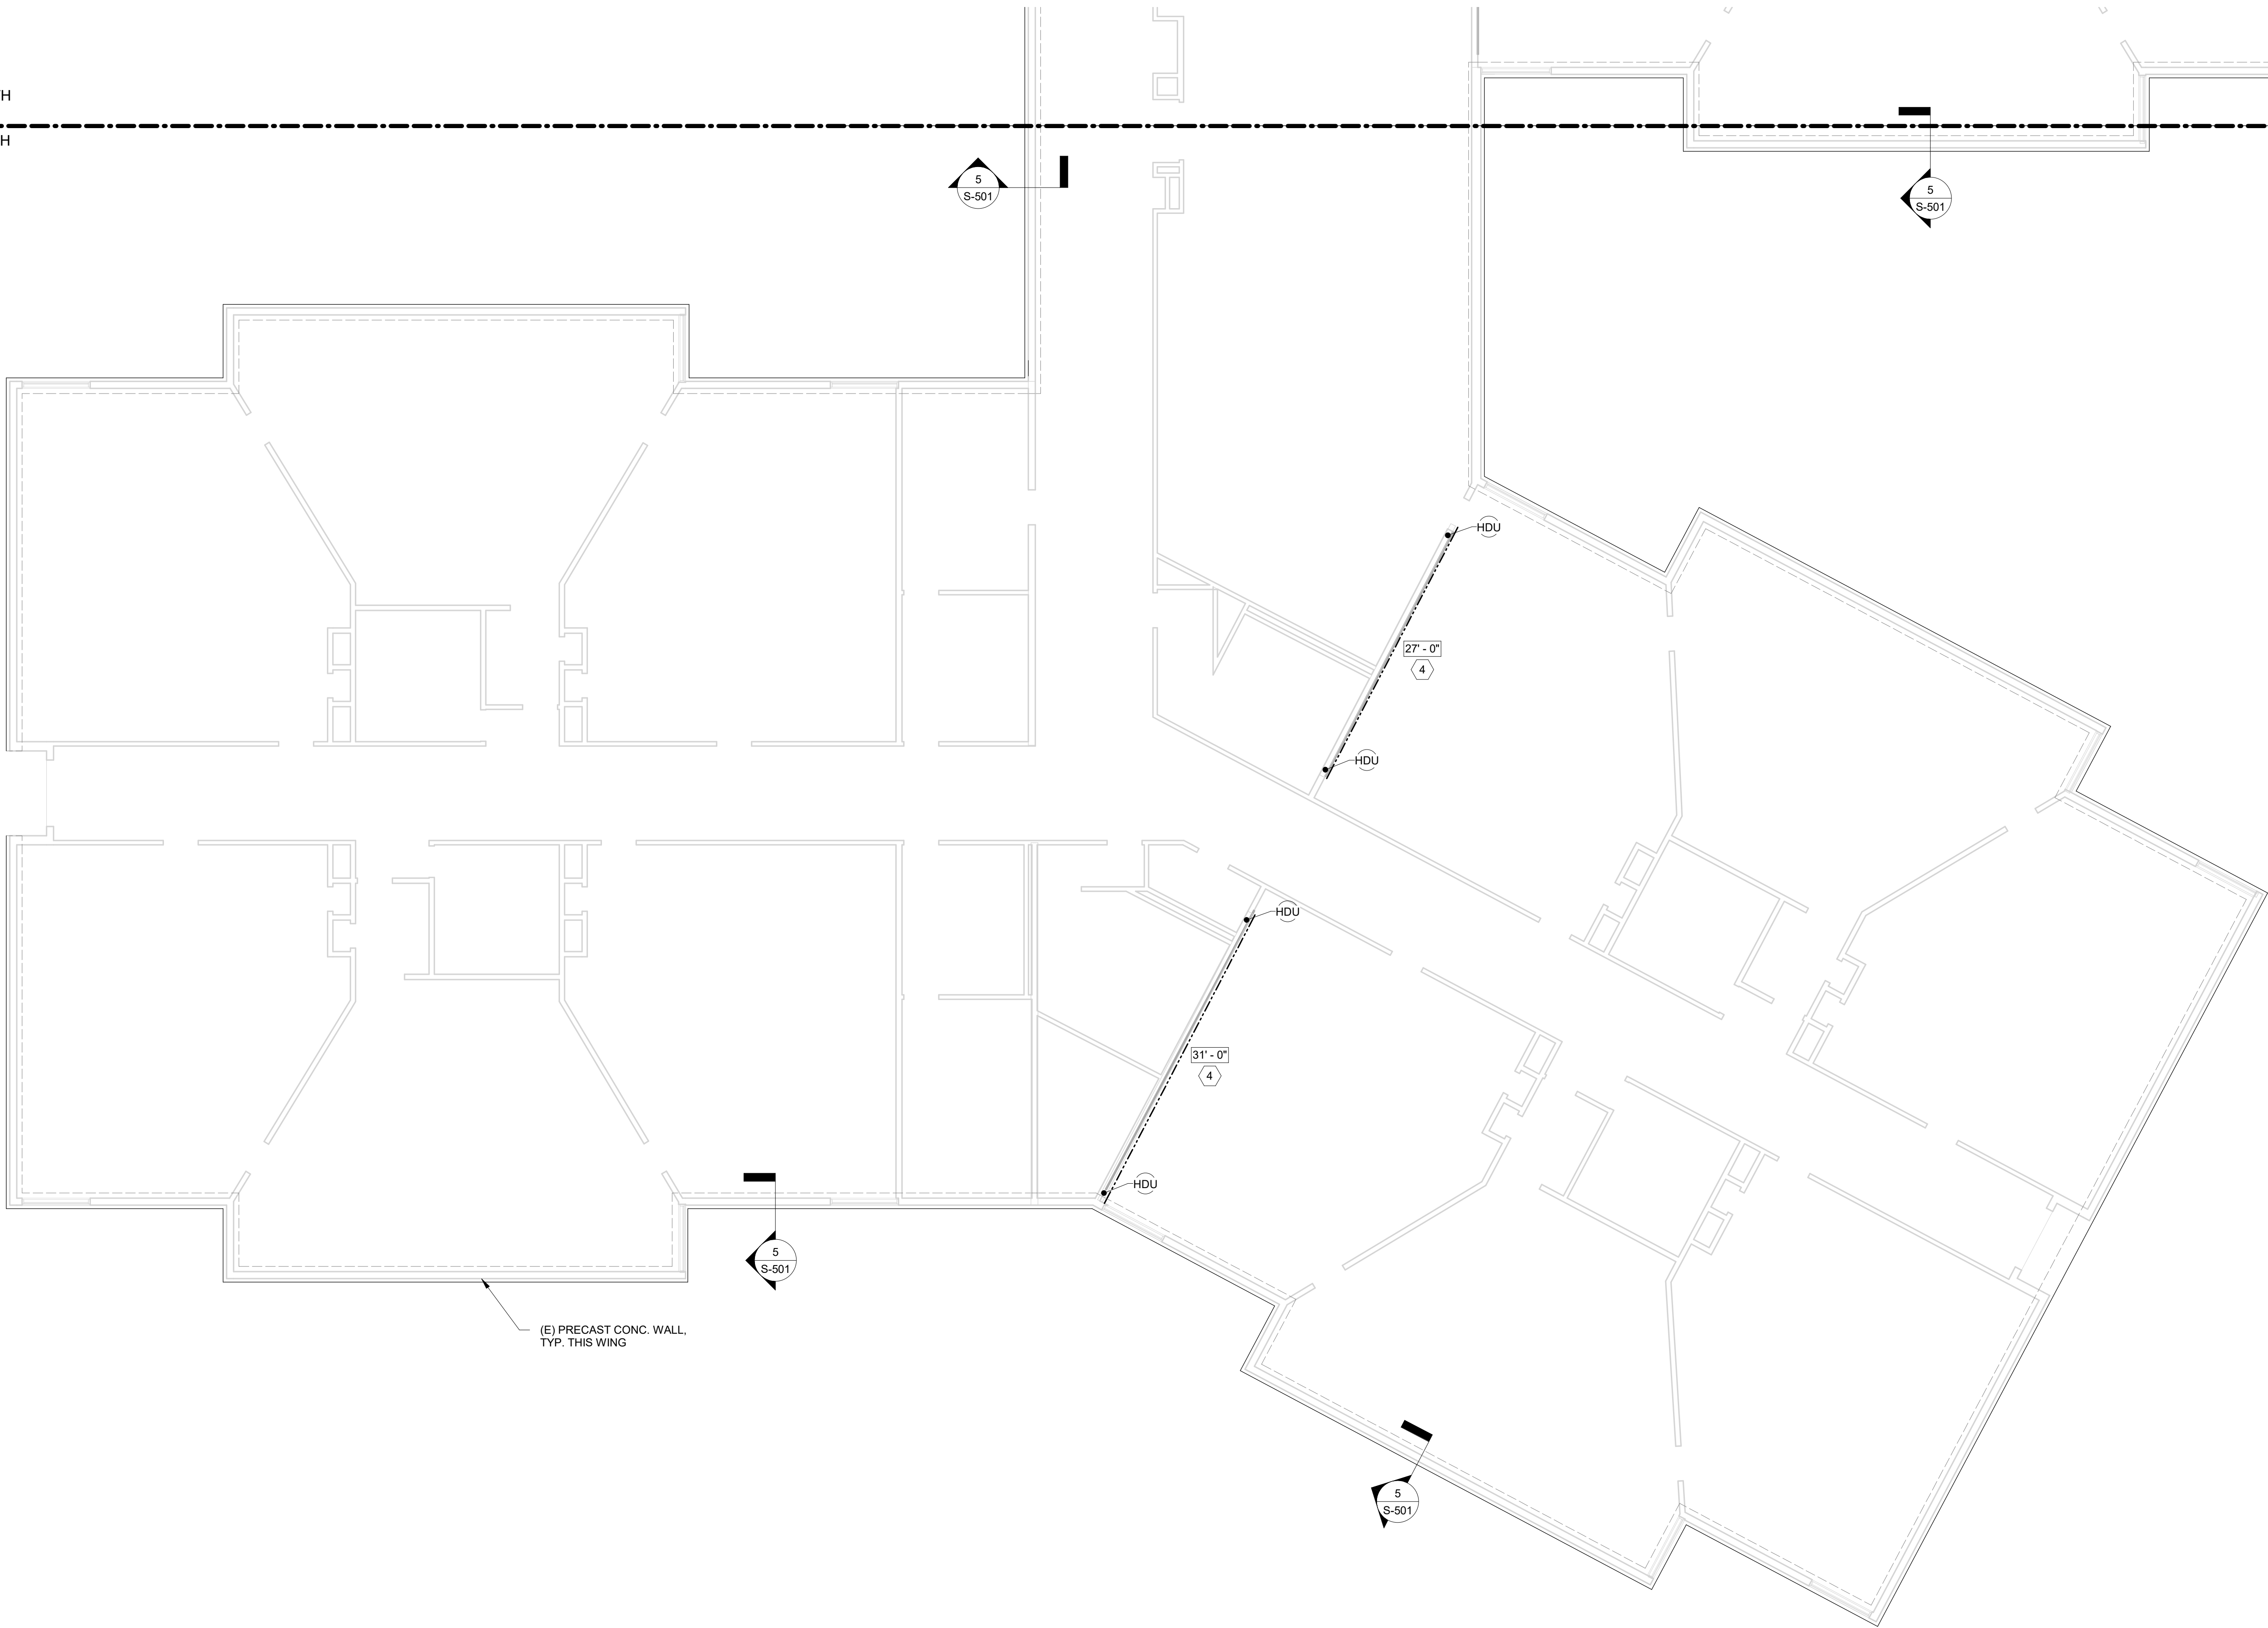 TH
H
5
S-501
5
S-501
HDU
27' - 0"
4
HDU
HDU
31' - 0"
4
HDU
5
S-501
(E) PRECAST CONC. WALL,
TYP. THIS WING
5
S-501